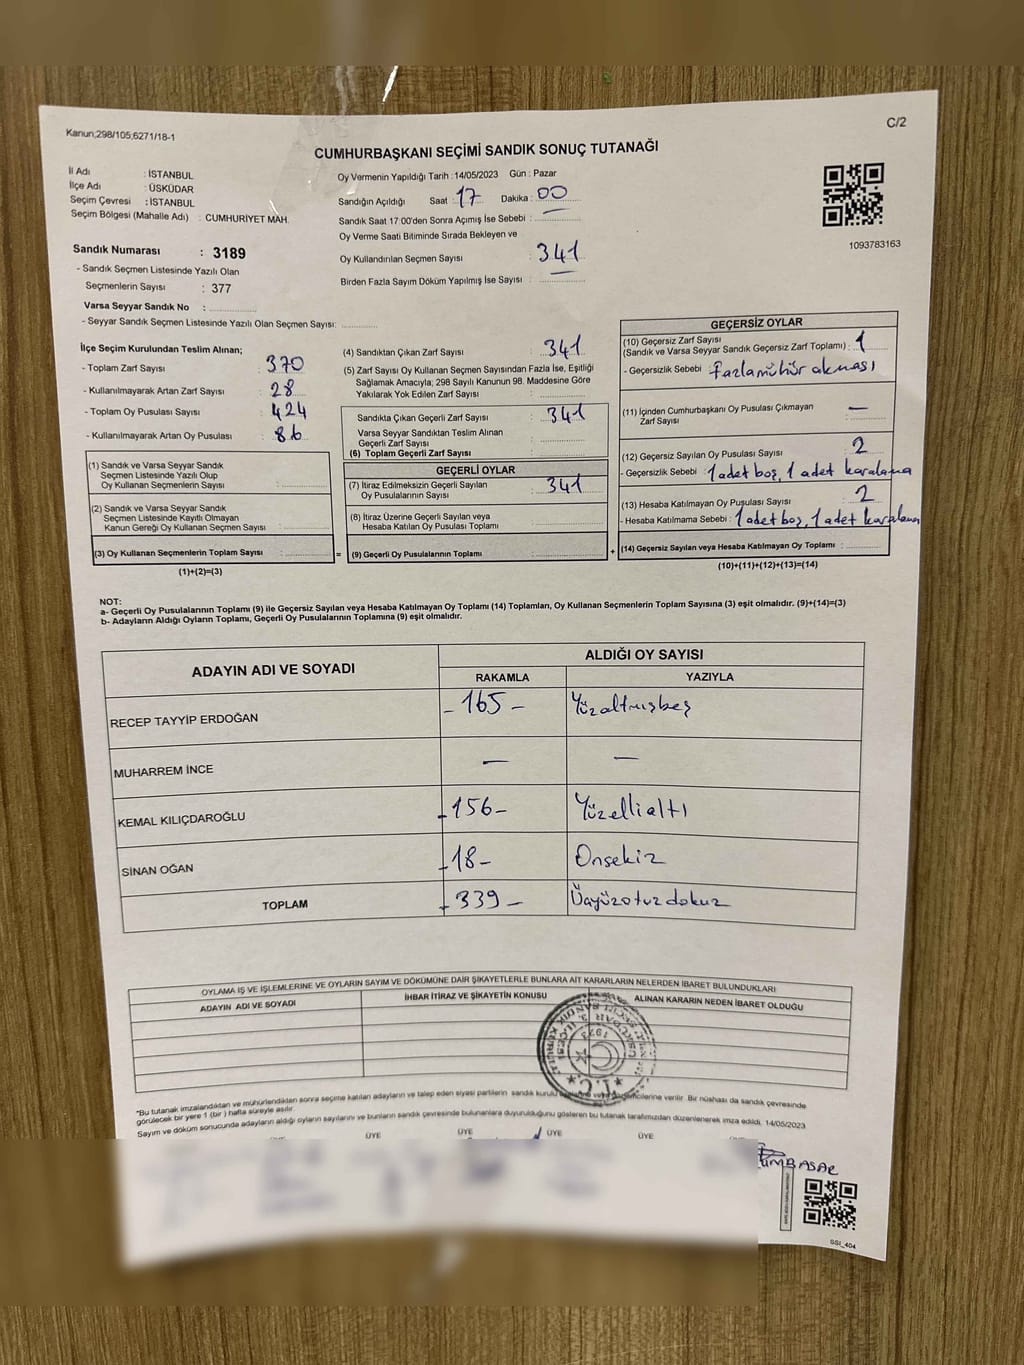 Kanun;298/105;6271/18-1
C/2
CUMHURBAŞKANI SEÇİMİ SANDIK SONUÇ TUTANAĞI
İl Adı : İSTANBUL
İlçe Adı : ÜSKÜDAR
Seçim Çevresi : İSTANBUL
Seçim Bölgesi (Mahalle Adı) : CUMHURİYET MAH.
Sandık Numarası : 3189
- Sandık Seçmen Listesinde Yazılı Olan
Seçmenlerin Sayısı : 377
Varsa Seyyar Sandık No :
- Seyyar Sandık Seçmen Listesinde Yazılı Olan Seçmen Sayısı:
Oy Vermenin Yapıldığı Tarih : 14/05/2023 Gün : Pazar
Sandığın Açıldığı Saat : 17 Dakika : 00
Sandık Saat 17:00'den Sonra Açımış İse Sebebi :
Oy Verme Saati Bitiminde Sırada Bekleyen ve
Oy Kullandırılan Seçmen Sayısı : 341
Birden Fazla Sayım Döküm Yapılmış İse Sayısı :
1093783163
İlçe Seçim Kurulundan Teslim Alınan;
- Toplam Zarf Sayısı : 370
- Kullanılmayarak Artan Zarf Sayısı : 28
- Toplam Oy Pusulası Sayısı : 424
- Kullanılmayarak Artan Oy Pusulası : 86
(1) Sandık ve Varsa Seyyar Sandık
Seçmen Listesinde Yazılı Olup
Oy Kullanan Seçmenlerin Sayısı :
(2) Sandık ve Varsa Seyyar Sandık
Seçmen Listesinde Kayıtlı Olmayan
Kanun Gereği Oy Kullanan Seçmen Sayısı :
(3) Oy Kullanan Seçmenlerin Toplam Sayısı :
(1)+(2)=(3)
=
(4) Sandıktan Çıkan Zarf Sayısı : 341
(5) Zarf Sayısı Oy Kullanan Seçmen Sayısından Fazla İse, Eşitliği
Sağlamak Amacıyla; 298 Sayılı Kanunun 98. Maddesine Göre
Yakılarak Yok Edilen Zarf Sayısı :
Sandıkta Çıkan Geçerli Zarf Sayısı : 341
Varsa Seyyar Sandıktan Teslim Alınan
Geçerli Zarf Sayısı :
(6) Toplam Geçerli Zarf Sayısı :
GEÇERLİ OYLAR
(7) İtiraz Edilmeksizin Geçerli Sayılan
Oy Pusulalarının Sayısı : 341
(8) İtiraz Üzerine Geçerli Sayılan veya
Hesaba Katılan Oy Pusulası Toplamı :
(9) Geçerli Oy Pusulalarının Toplamı :
+
GEÇERSİZ OYLAR
(10) Geçersiz Zarf Sayısı
(Sandık ve Varsa Seyyar Sandık Geçersiz Zarf Toplamı) : 1
- Geçersizlik Sebebi : fazla mühür olması
(11) İçinden Cumhurbaşkanı Oy Pusulası Çıkmayan
Zarf Sayısı : —
(12) Geçersiz Sayılan Oy Pusulası Sayısı : 2
- Geçersizlik Sebebi : 1 adet boş, 1 adet karalama
(13) Hesaba Katılmayan Oy Pusulası Sayısı : 2
- Hesaba Katılmama Sebebi : 1 adet boş, 1 adet karalama
(14) Geçersiz Sayılan veya Hesaba Katılmayan Oy Toplamı :
(10)+(11)+(12)+(13)=(14)
NOT:
a- Geçerli Oy Pusulalarının Toplamı (9) ile Geçersiz Sayılan veya Hesaba Katılmayan Oy Toplamı (14) Toplamları, Oy Kullanan Seçmenlerin Toplam Sayısına (3) eşit olmalıdır. (9)+(14)=(3)
b- Adayların Aldığı Oyların Toplamı, Geçerli Oy Pusulalarının Toplamına (9) eşit olmalıdır.
ADAYIN ADI VE SOYADI
ALDIĞI OY SAYISI
RAKAMLA YAZIYLA
RECEP TAYYİP ERDOĞAN - 165 - Yüzaltmışbeş
MUHARREM İNCE — —
KEMAL KILIÇDAROĞLU - 156 - Yüzellialtı
SİNAN OĞAN - 18 - Onsekiz
TOPLAM - 339 - Üçyüzotuzdokuz
OYLAMA İŞ VE İŞLEMLERİNE VE OYLARIN SAYIM VE DÖKÜMÜNE DAİR ŞİKAYETLERLE BUNLARA AİT KARARLARIN NELERDEN İBARET BULUNDUKLARI
ADAYIN ADI VE SOYADI İHBAR İTİRAZ VE ŞİKAYETİN KONUSU ALINAN KARARIN NEDEN İBARET OLDUĞU
T.C.
1973
*Bu tutanak imzalandıktan ve mühürlendikten sonra seçime katılan adayların ve talep eden siyasi partilerin sandık kurulu verilir. Bir nüshası da sandık çevresinde
görülecek bir yere 1 (bir ) hafta süreyle asılır.
Sayım ve döküm sonucunda adayların aldığı oyların sayılarını ve bunların sandık çevresinde bulunanlara duyurulduğunu gösteren bu tutanak tarafımızdan düzenlenerek imza edildi. 14/05/2023
ÜYE ÜYE ÜYE ÜYE ÜYE
SSİ_404